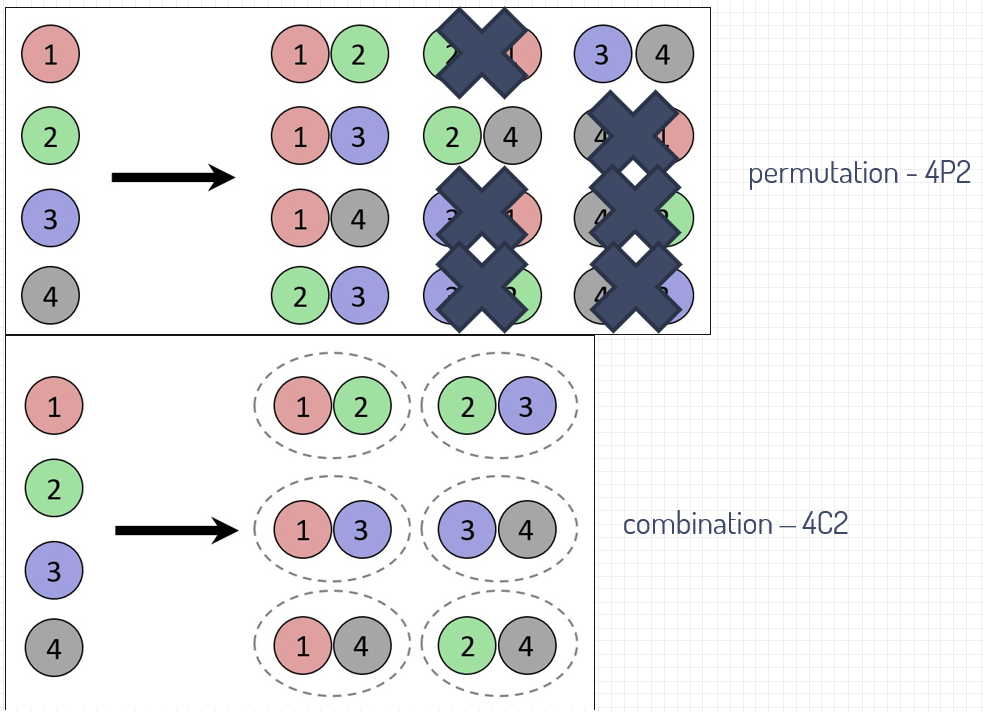 1 1 2 3 4
2 1 3 2 4
permutation - 4P2
3 1 4
4 2 3
1 1 2 2 3
2
1 3 3 4
combination – 4C2
3
4 1 4 2 4